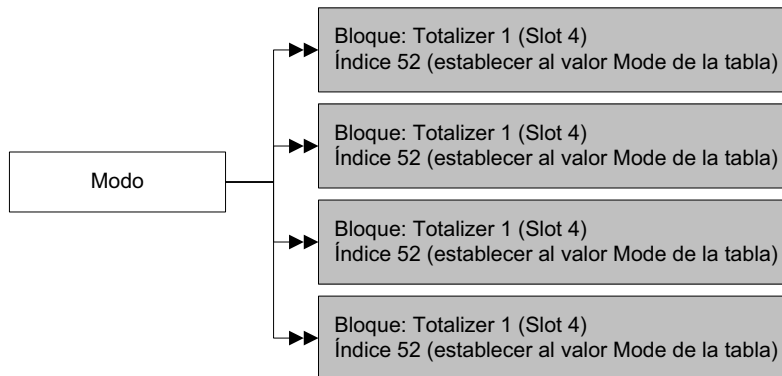 Bloque: Totalizer 1 (Slot 4)
Índice 52 (establecer al valor Mode de la tabla)
Bloque: Totalizer 1 (Slot 4)
Índice 52 (establecer al valor Mode de la tabla)
Modo
Bloque: Totalizer 1 (Slot 4)
Índice 52 (establecer al valor Mode de la tabla)
Bloque: Totalizer 1 (Slot 4)
Índice 52 (establecer al valor Mode de la tabla)